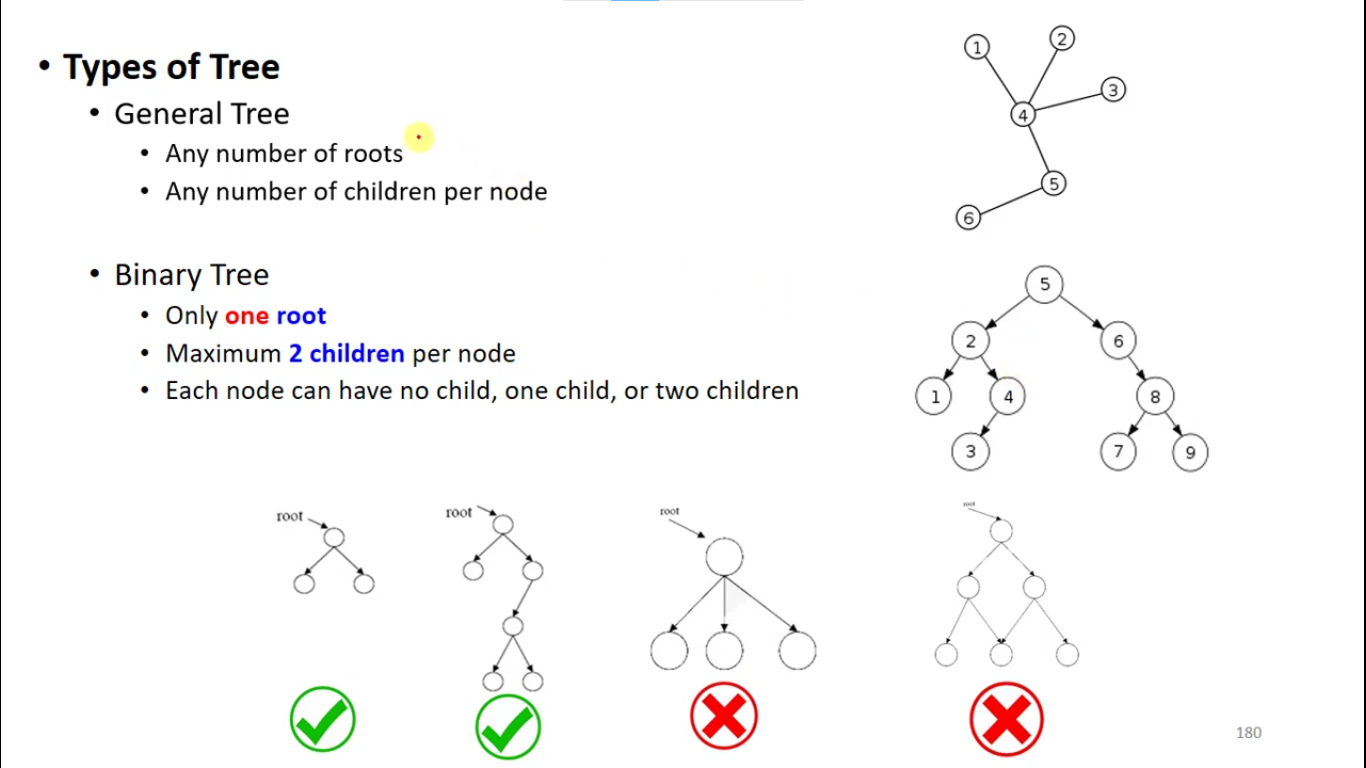 • Types of Tree
• General Tree
• Any number of roots
• Any number of children per node
• Binary Tree
• Only one root
• Maximum 2 children per node
• Each node can have no child, one child, or two children
1
2
3
4
5
6
5
2
6
1
4
8
3
7
9
root
root
root
root
180